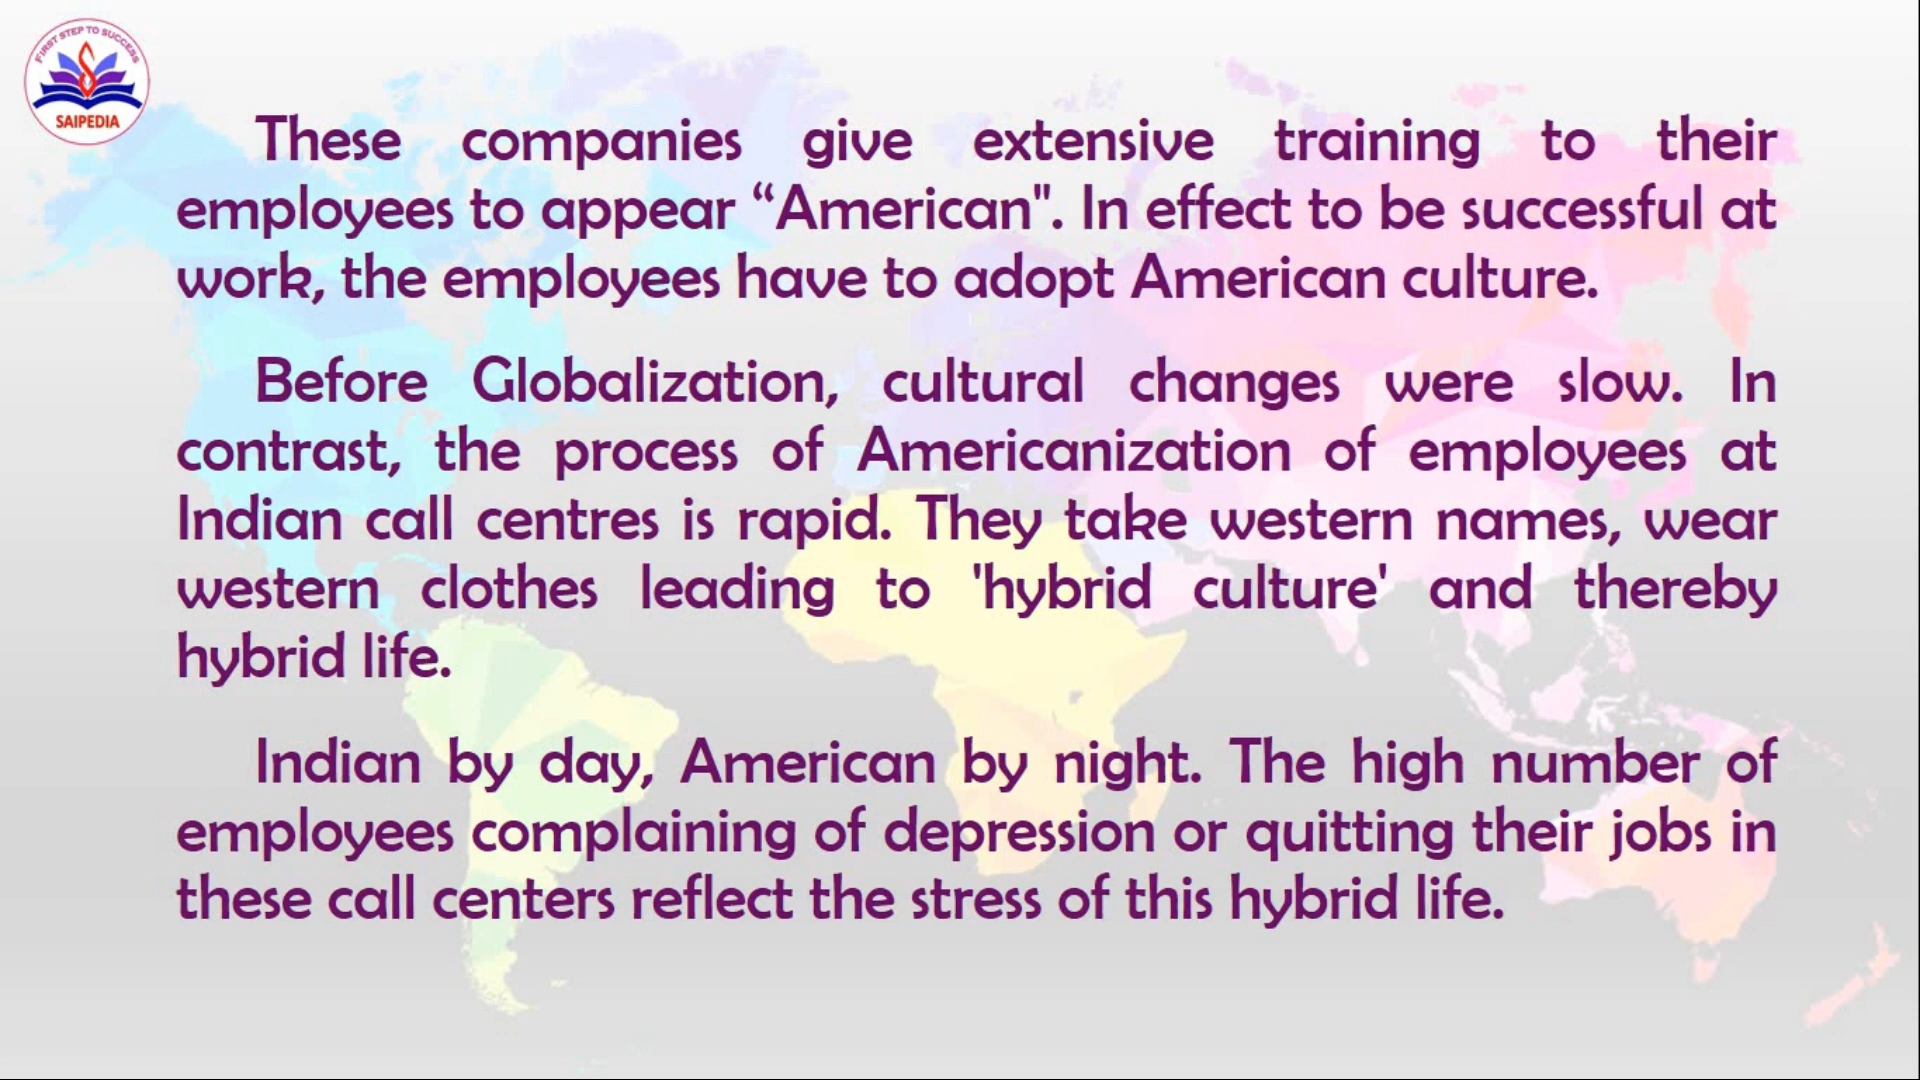 FIRST STEP TO SUCCESS
SAIPEDIA
These companies give extensive training to their
employees to appear “American". In effect to be successful at
work, the employees have to adopt American culture.
Before Globalization, cultural changes were slow. In
contrast, the process of Americanization of employees at
Indian call centres is rapid. They take western names, wear
western clothes leading to 'hybrid culture' and thereby
hybrid life.
Indian by day, American by night. The high number of
employees complaining of depression or quitting their jobs in
these call centers reflect the stress of this hybrid life.